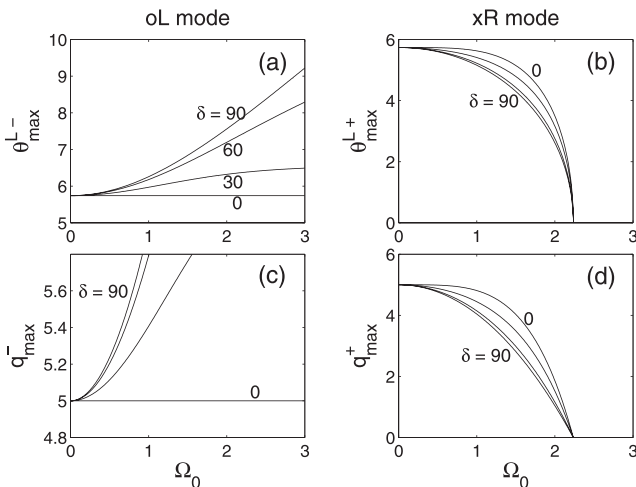 oL mode
xR mode
(a)
θ^{L−}_{max}
10
9
8
7
6
5
δ = 90
60
30
0
0 1 2 3
(b)
θ^{L+}_{max}
6
4
2
0
0
δ = 90
0 1 2 3
(c)
q^{−}_{max}
5.6
5.4
5.2
5.0
4.8
δ = 90
0
0 1 2 3
Ω₀
(d)
q^{+}_{max}
6
4
2
0
0
δ = 90
0 1 2 3
Ω₀